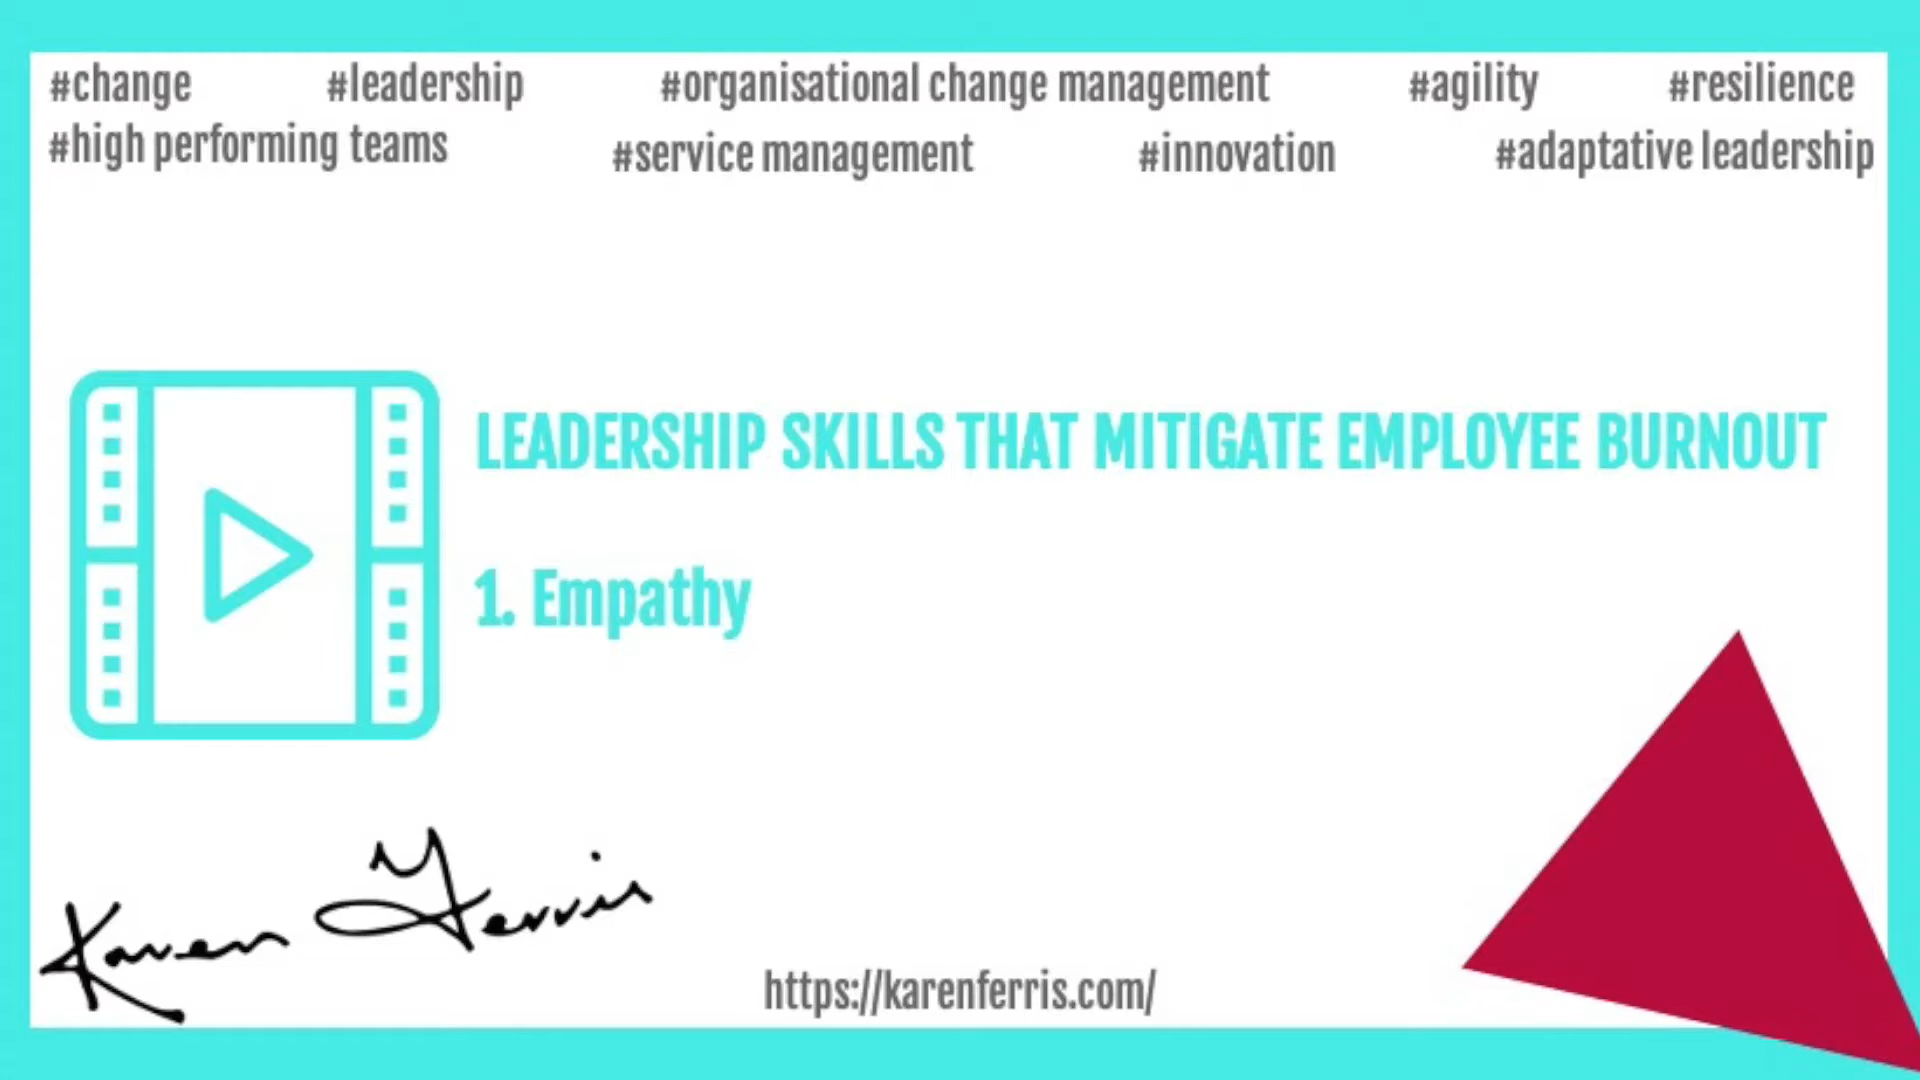 #change #leadership #organisational change management #agility #resilience
#high performing teams #service management #innovation #adaptative leadership
LEADERSHIP SKILLS THAT MITIGATE EMPLOYEE BURNOUT
1. Empathy
Karen Ferris
https://karenferris.com/